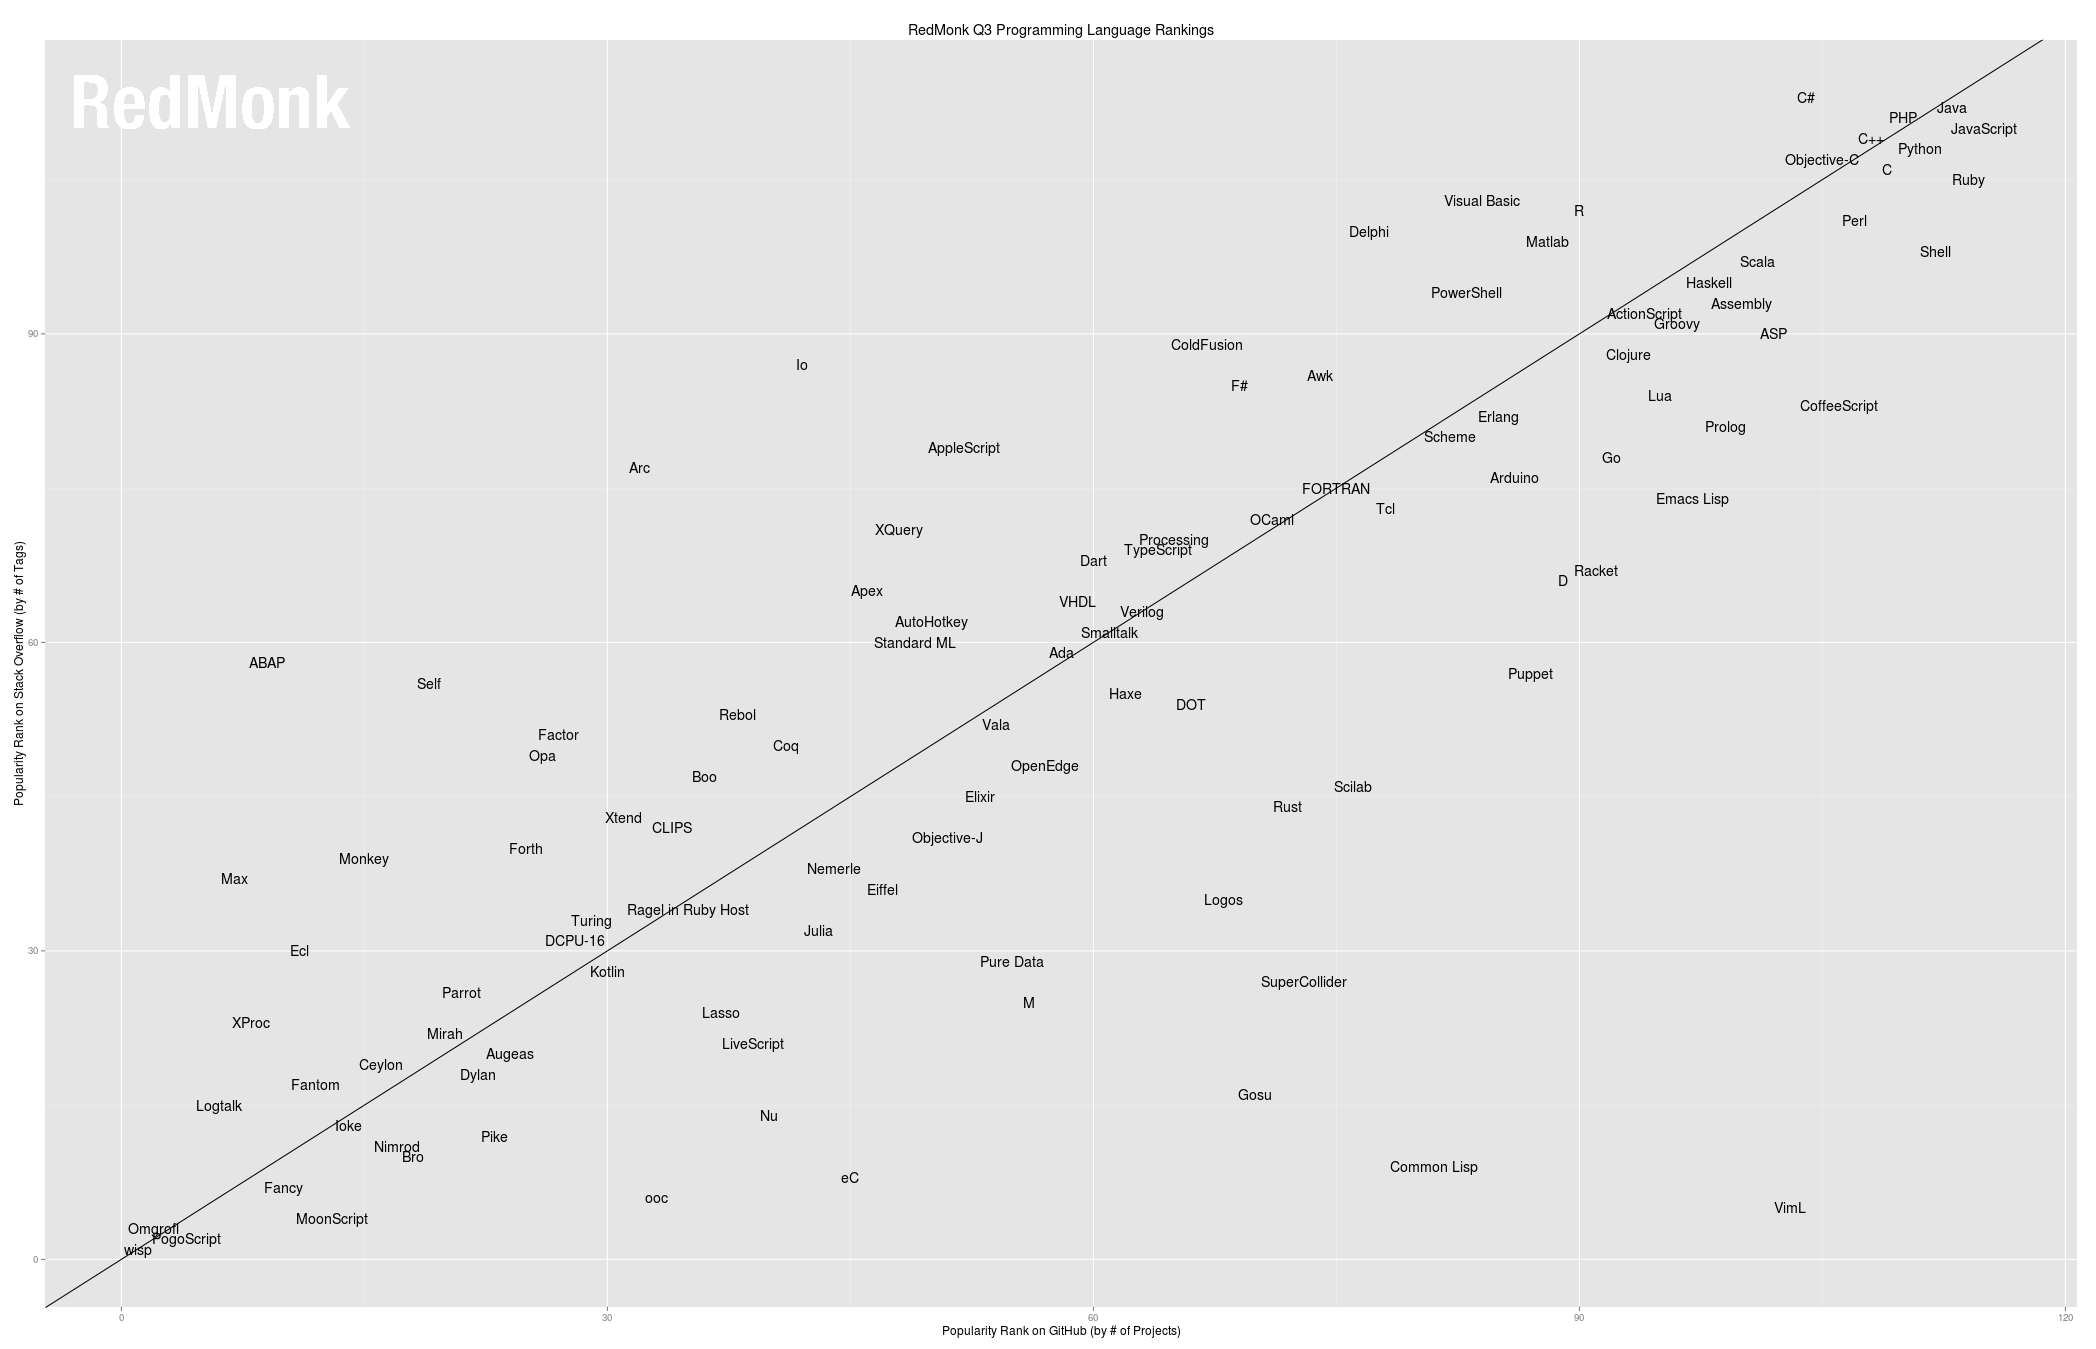 RedMonk Q3 Programming Language Rankings
RedMonk
C#
Java
PHP
JavaScript
C++
Python
Objective-C
C
Ruby
Visual Basic
R
Perl
Delphi
Matlab
Shell
Scala
Haskell
PowerShell
Assembly
ActionScript
Groovy
90
ASP
ColdFusion
Clojure
Io
Awk
F#
Lua
CoffeeScript
Erlang
Prolog
Scheme
AppleScript
Go
Arc
Arduino
FORTRAN
Emacs Lisp
Tcl
OCaml
XQuery
Processing
TypeScript
Dart
Racket
D
Apex
VHDL
Verilog
AutoHotkey
Smalltalk
60
Standard ML
Ada
ABAP
Puppet
Self
Haxe
DOT
Rebol
Vala
Factor
Coq
Opa
OpenEdge
Boo
Scilab
Elixir
Rust
Xtend
CLIPS
Objective-J
Forth
Monkey
Nemerle
Max
Eiffel
Logos
Ragel in Ruby Host
Turing
Julia
DCPU-16
30
Ecl
Pure Data
Kotlin
SuperCollider
Parrot
M
Lasso
XProc
Mirah
LiveScript
Augeas
Ceylon
Dylan
Fantom
Gosu
Logtalk
Nu
Ioke
Pike
Nimrod
Bro
Common Lisp
eC
Fancy
ooc
VimL
MoonScript
Omgrofl
PogoScript
wisp
0
0
30
60
90
120
Popularity Rank on GitHub (by # of Projects)
Popularity Rank on Stack Overflow (by # of Tags)